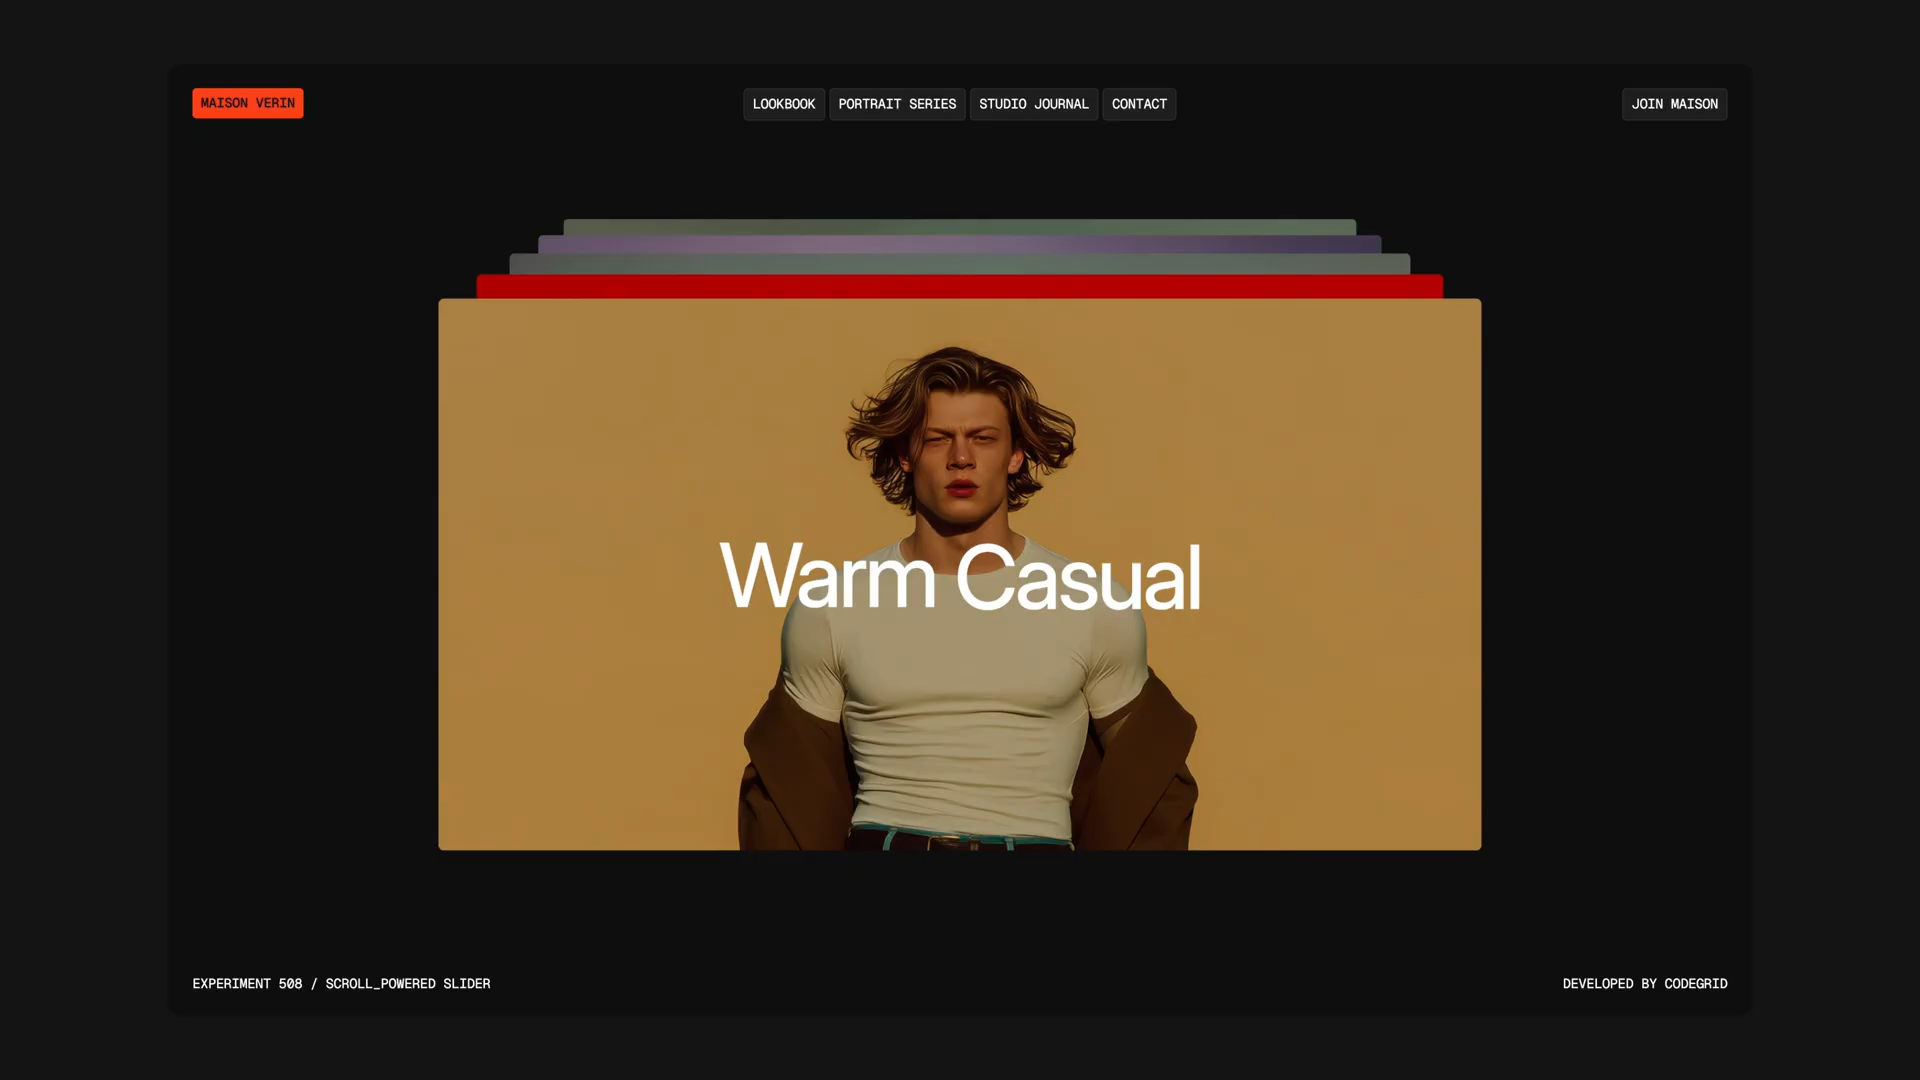 MAISON VERIN
LOOKBOOK
PORTRAIT SERIES
STUDIO JOURNAL
CONTACT
JOIN MAISON
Warm Casual
EXPERIMENT 508 / SCROLL_POWERED SLIDER
DEVELOPED BY CODEGRID